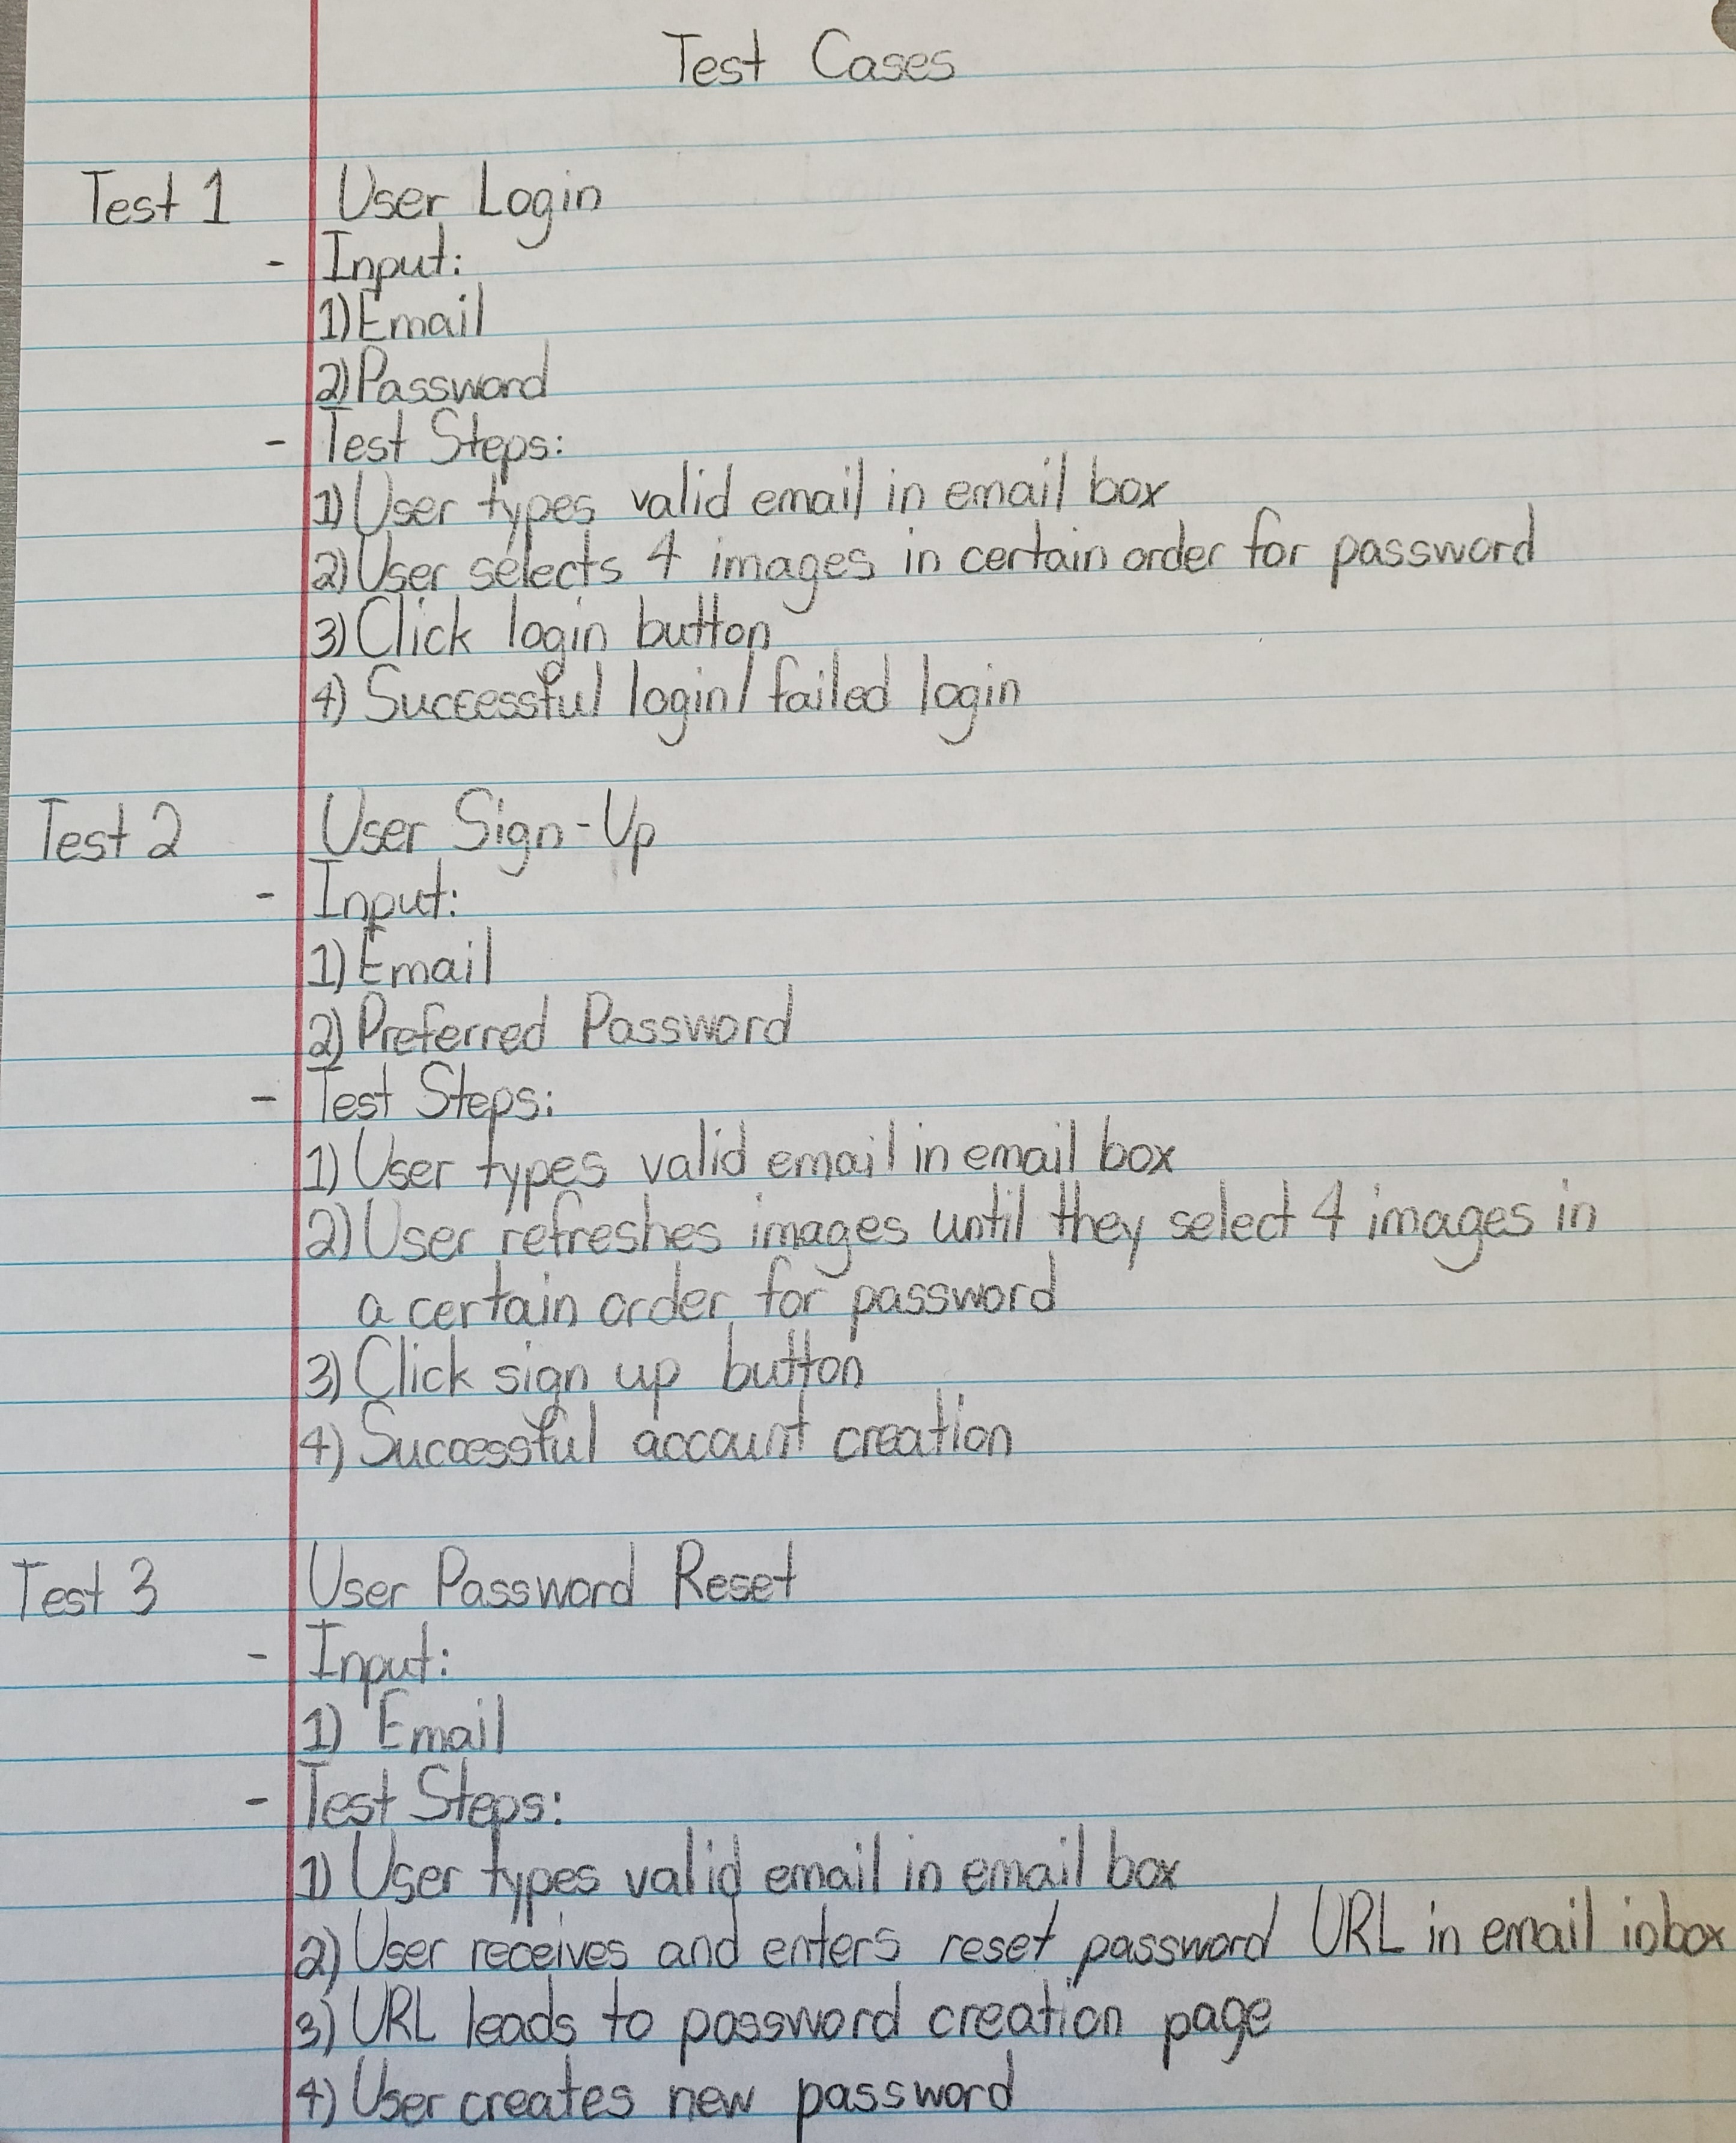 Test Cases
Test 1 User Login
- Input:
1) Email
2) Password
- Test Steps:
1) User types valid email in email box
2) User selects 4 images in certain order for password
3) Click login button
4) Successful login/failed login
Test 2 User Sign-Up
- Input:
1) Email
2) Preferred Password
- Test Steps:
1) User types valid email in email box
2) User refreshes images until they select 4 images in
a certain order for password
3) Click sign up button
4) Successful account creation
Test 3 User Password Reset
- Input:
1) Email
- Test Steps:
1) User types valid email in email box
2) User receives and enters reset password URL in email inbox
3) URL leads to password creation page
4) User creates new password